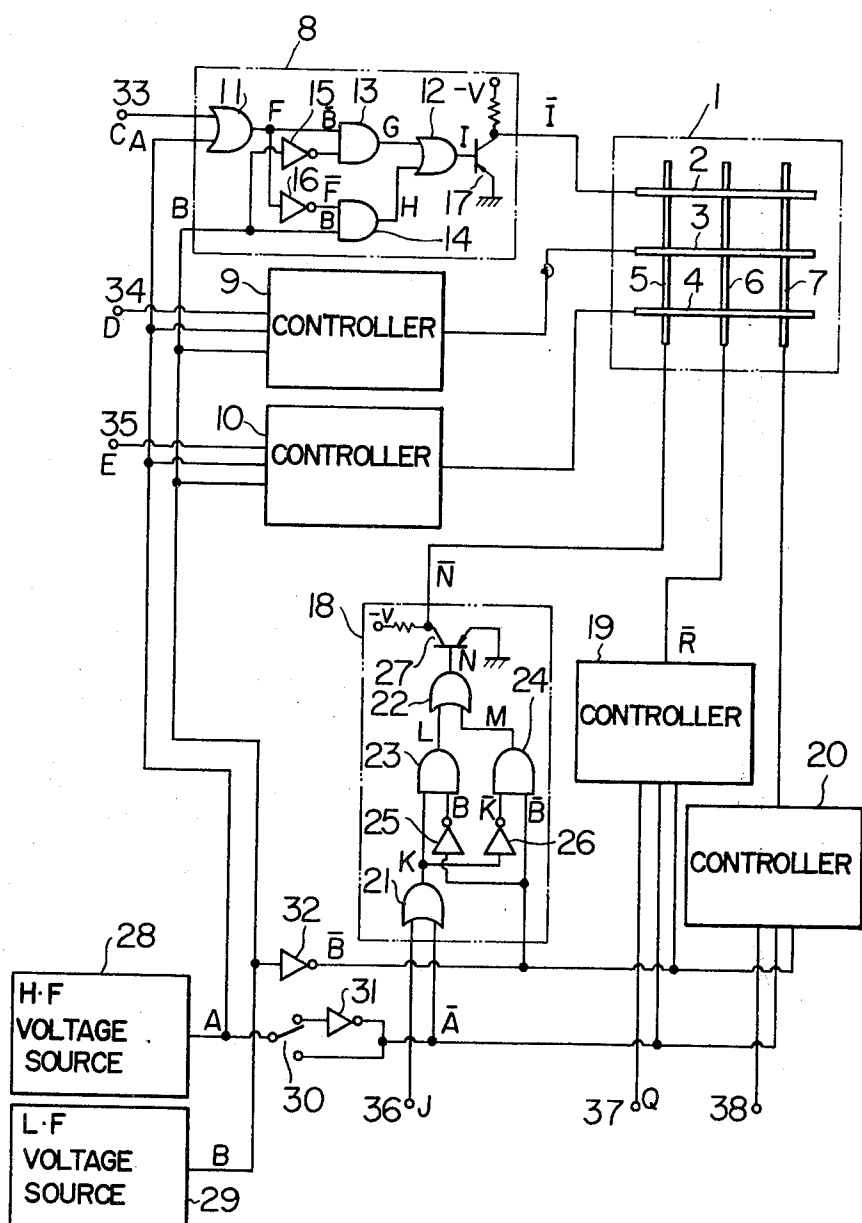 8
33
11
15
13
12
-V
Ī
1
C
A
F
B̄
G
I
2
16
F̄
B
H
17
14
B
3
9
34
D
CONTROLLER
5
4
6
7
10
35
E
CONTROLLER
N̄
18
-V
19
R̄
27
N
24
22
CONTROLLER
L
M
20
23
B
K̄
B̄
25
26
CONTROLLER
K
21
32
28
B̄
H·F
VOLTAGE
SOURCE
A
31
Ā
30
36
J
37
Q
38
L·F
VOLTAGE
SOURCE
B
29